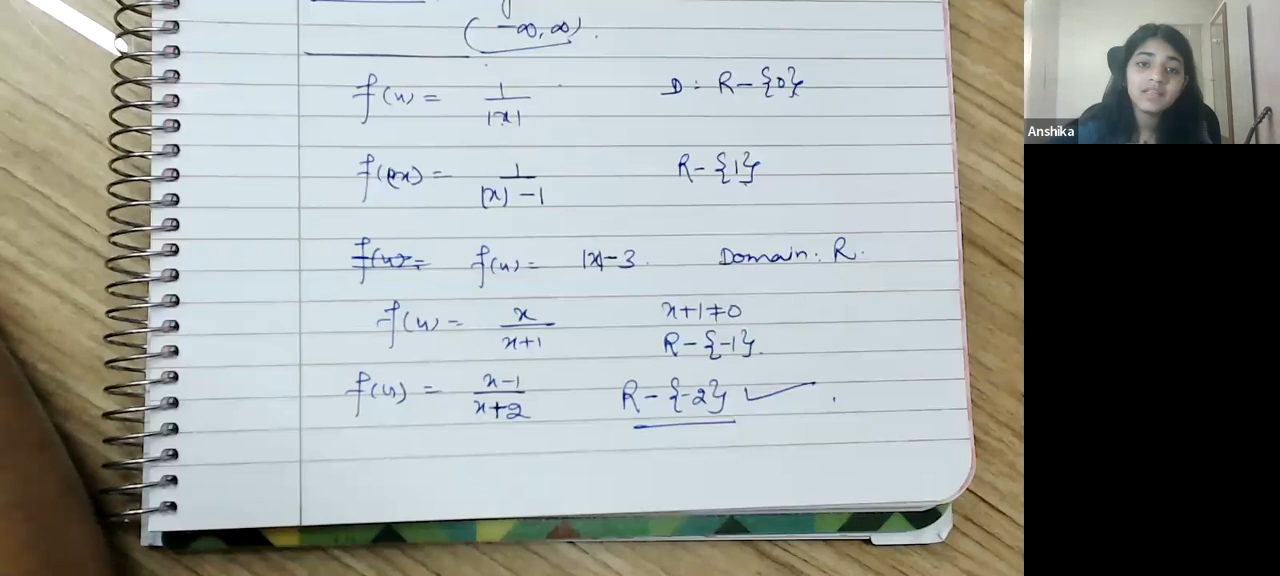 (-∞, ∞).
f(x) = 1/|x| D: R-{0}
f(x) = 1/(|x|-1) R-{1}
f(x) = f(x) = |x|-3 Domain: R.
f(x) = x/(x+1) x+1≠0
R-{-1}.
f(x) = (x-1)/(x+2) R-{-2} ✓.
Anshika